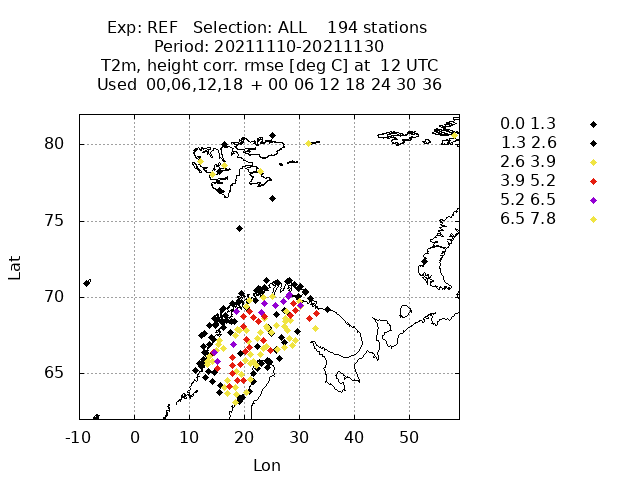 Exp: REF   Selection: ALL    194 stations
Period: 20211110-20211130
T2m, height corr. rmse [deg C] at  12 UTC
Used  00,06,12,18  + 00 06 12 18 24 30 36
0.0 1.3
1.3 2.6
2.6 3.9
3.9 5.2
5.2 6.5
6.5 7.8
80
75
70
65
Lat
-10 0 10 20 30 40 50
Lon